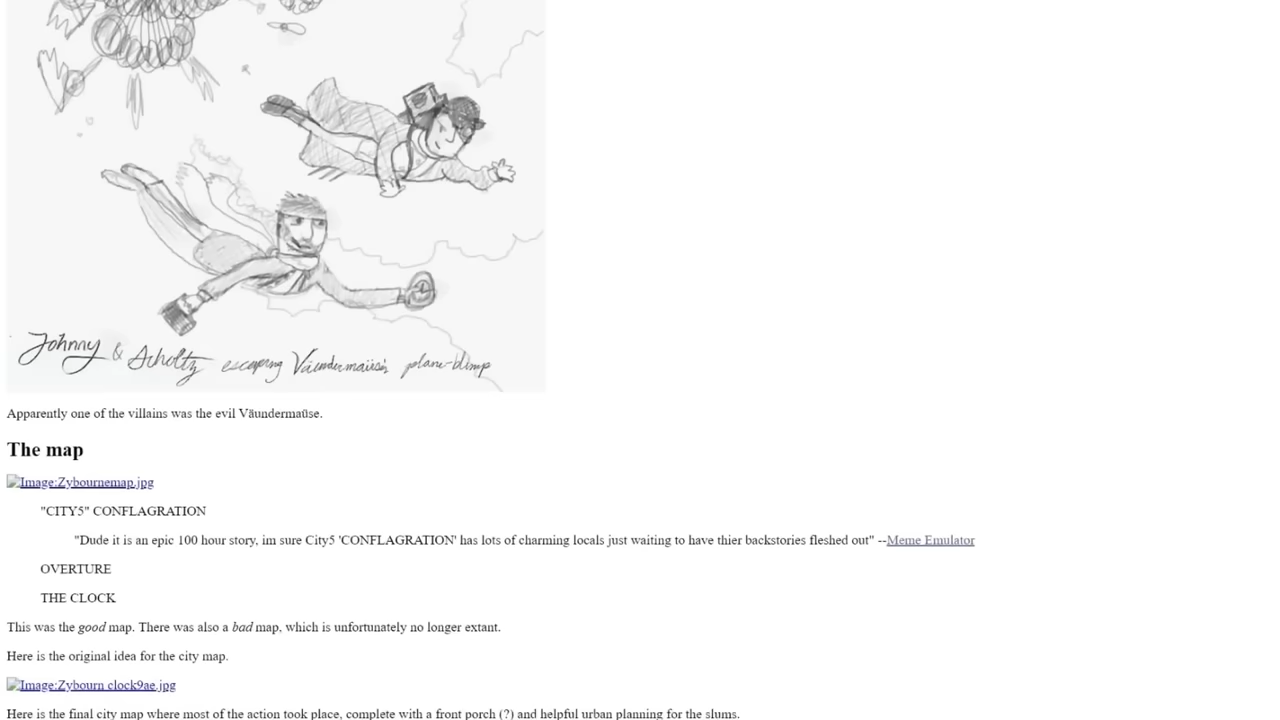 Johnny & Scholtz escaping Väundermaüse's plane-blimp
Apparently one of the villains was the evil Väundermaüse.
The map
Image:Zybournemap.jpg
"CITY5" CONFLAGRATION
"Dude it is an epic 100 hour story, im sure City5 'CONFLAGRATION' has lots of charming locals just waiting to have thier backstories fleshed out" --Meme Emulator
OVERTURE
THE CLOCK
This was the good map. There was also a bad map, which is unfortunately no longer extant.
Here is the original idea for the city map.
Image:Zybourn clock9ae.jpg
Here is the final city map where most of the action took place, complete with a front porch (?) and helpful urban planning for the slums.